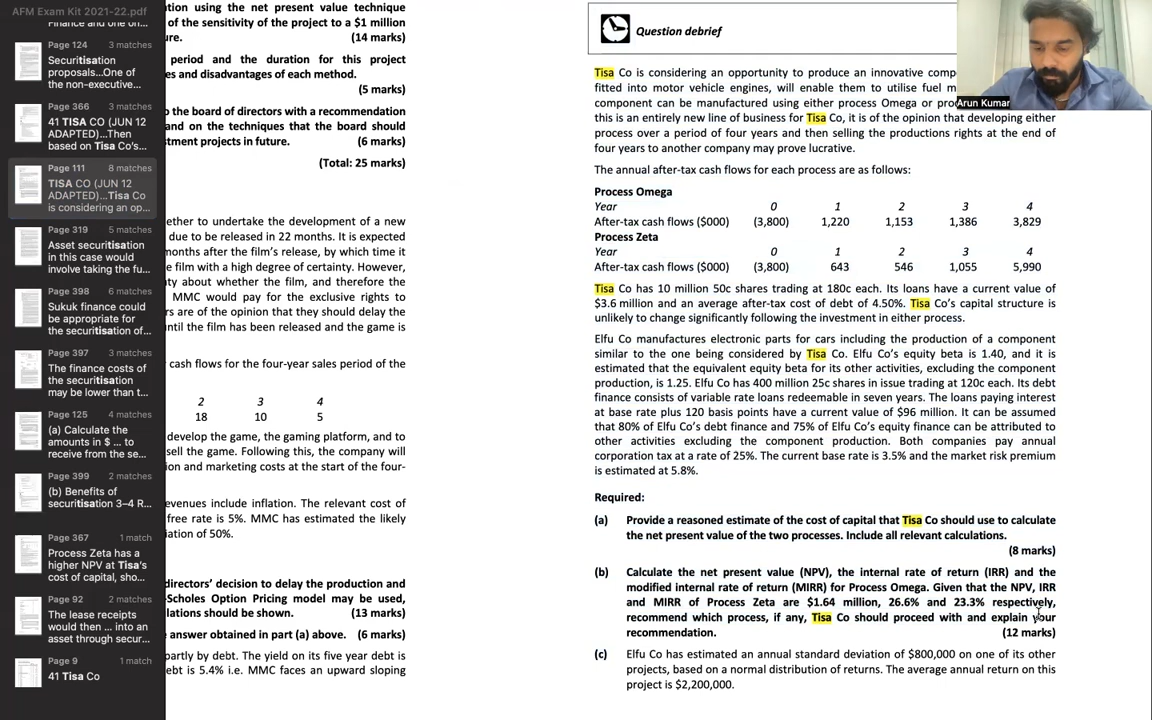 AFM Exam Kit 2021-22.pdf
Finance and one on...
Page 124 3 matches
Securitisation
proposals...One of
the non-executive...
Page 366 3 matches
41 TISA CO (JUN 12
ADAPTED)...Then
based on Tisa Co's...
Page 111 8 matches
TISA CO (JUN 12
ADAPTED)...Tisa Co
is considering an op...
Page 319 5 matches
Asset securitisation
in this case would
involve taking the fu...
Page 398 6 matches
Sukuk finance could
be appropriate for
the securitisation of...
Page 397 3 matches
The finance costs of
the securitisation
may be lower than t...
Page 125 4 matches
(a) Calculate the
amounts in $ ... to
receive from the se...
Page 399 2 matches
(b) Benefits of
securitisation 3–4 R...
Page 367 1 match
Process Zeta has a
higher NPV at Tisa's
cost of capital, sho...
Page 92 2 matches
The lease receipts
would then ... into an
asset through secur...
Page 9 1 match
41 Tisa Co
tion using the net present value technique
of the sensitivity of the project to a $1 million
ure. (14 marks)
period and the duration for this project
es and disadvantages of each method.
(5 marks)
o the board of directors with a recommendation
and on the techniques that the board should
stment projects in future. (6 marks)
(Total: 25 marks)
ether to undertake the development of a new
due to be released in 22 months. It is expected
months after the film's release, by which time it
e film with a high degree of certainty. However,
ty about whether the film, and therefore the
MMC would pay for the exclusive rights to
rs are of the opinion that they should delay the
until the film has been released and the game is
cash flows for the four-year sales period of the
2 3 4
18 10 5
develop the game, the gaming platform, and to
sell the game. Following this, the company will
ion and marketing costs at the start of the four-
evenues include inflation. The relevant cost of
free rate is 5%. MMC has estimated the likely
iation of 50%.
directors' decision to delay the production and
Scholes Option Pricing model may be used,
lations should be shown. (13 marks)
answer obtained in part (a) above. (6 marks)
partly by debt. The yield on its five year debt is
ebt is 5.4% i.e. MMC faces an upward sloping
Question debrief
Tisa Co is considering an opportunity to produce an innovative comp
fitted into motor vehicle engines, will enable them to utilise fuel m
component can be manufactured using either process Omega or pro
this is an entirely new line of business for Tisa Co, it is of the opinion that developing either
process over a period of four years and then selling the productions rights at the end of
four years to another company may prove lucrative.
The annual after-tax cash flows for each process are as follows:
Process Omega
Year 0 1 2 3 4
After-tax cash flows ($000) (3,800) 1,220 1,153 1,386 3,829
Process Zeta
Year 0 1 2 3 4
After-tax cash flows ($000) (3,800) 643 546 1,055 5,990
Tisa Co has 10 million 50c shares trading at 180c each. Its loans have a current value of
$3.6 million and an average after-tax cost of debt of 4.50%. Tisa Co's capital structure is
unlikely to change significantly following the investment in either process.
Elfu Co manufactures electronic parts for cars including the production of a component
similar to the one being considered by Tisa Co. Elfu Co's equity beta is 1.40, and it is
estimated that the equivalent equity beta for its other activities, excluding the component
production, is 1.25. Elfu Co has 400 million 25c shares in issue trading at 120c each. Its debt
finance consists of variable rate loans redeemable in seven years. The loans paying interest
at base rate plus 120 basis points have a current value of $96 million. It can be assumed
that 80% of Elfu Co's debt finance and 75% of Elfu Co's equity finance can be attributed to
other activities excluding the component production. Both companies pay annual
corporation tax at a rate of 25%. The current base rate is 3.5% and the market risk premium
is estimated at 5.8%.
Required:
(a) Provide a reasoned estimate of the cost of capital that Tisa Co should use to calculate
the net present value of the two processes. Include all relevant calculations.
(8 marks)
(b) Calculate the net present value (NPV), the internal rate of return (IRR) and the
modified internal rate of return (MIRR) for Process Omega. Given that the NPV, IRR
and MIRR of Process Zeta are $1.64 million, 26.6% and 23.3% respectively,
recommend which process, if any, Tisa Co should proceed with and explain your
recommendation. (12 marks)
(c) Elfu Co has estimated an annual standard deviation of $800,000 on one of its other
projects, based on a normal distribution of returns. The average annual return on this
project is $2,200,000.
Arun Kumar